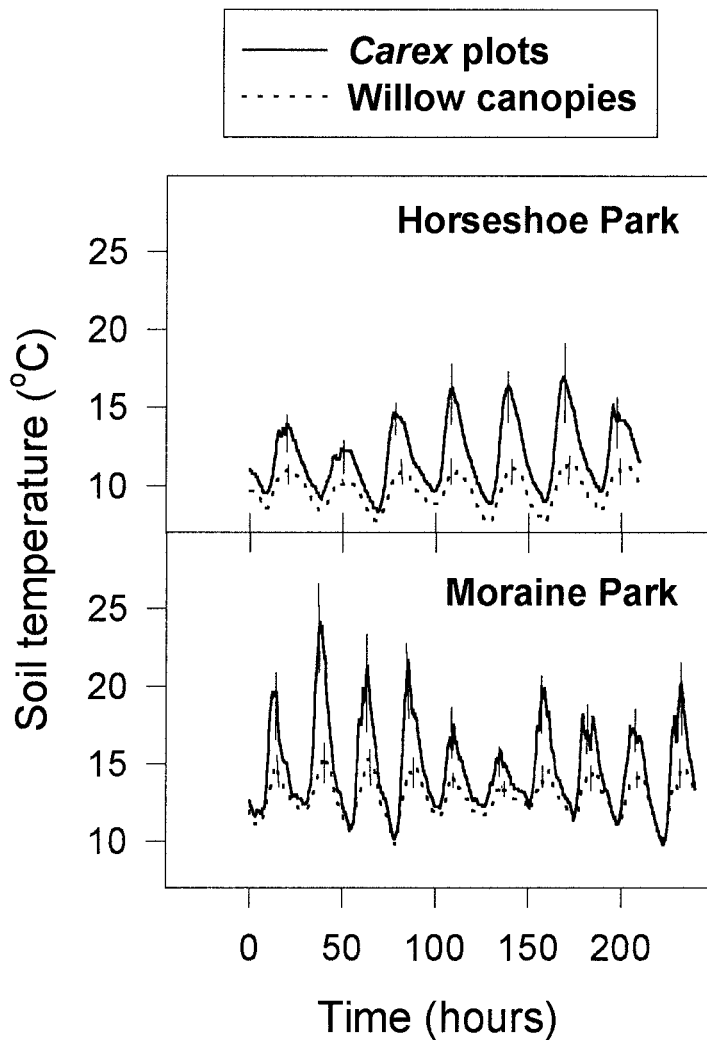 Carex plots
Willow canopies
Horseshoe Park
25
20
15
10
Moraine Park
25
20
15
10
Soil temperature (°C)
0 50 100 150 200
Time (hours)